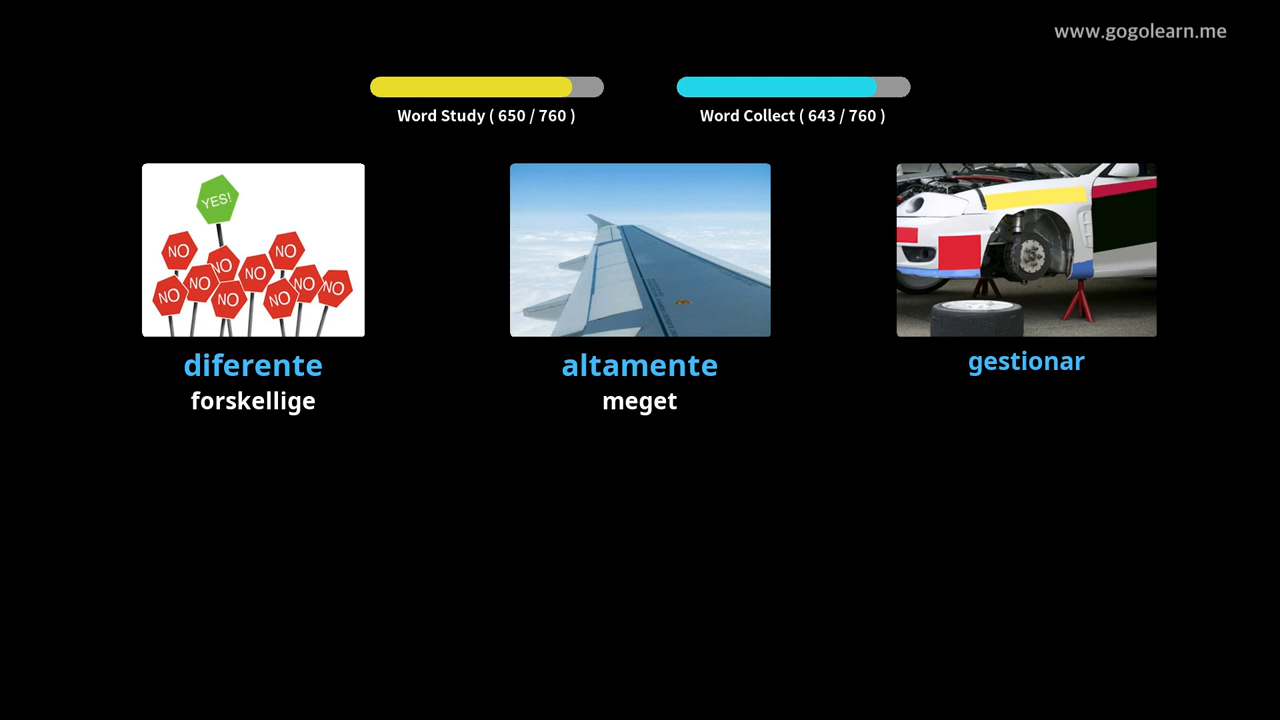 www.gogolearn.me
Word Study ( 650 / 760 )
Word Collect ( 643 / 760 )
YES!
NO
NO
NO
NO
NO
NO
NO
NO
NO
NO
diferente
altamente
gestionar
forskellige
meget